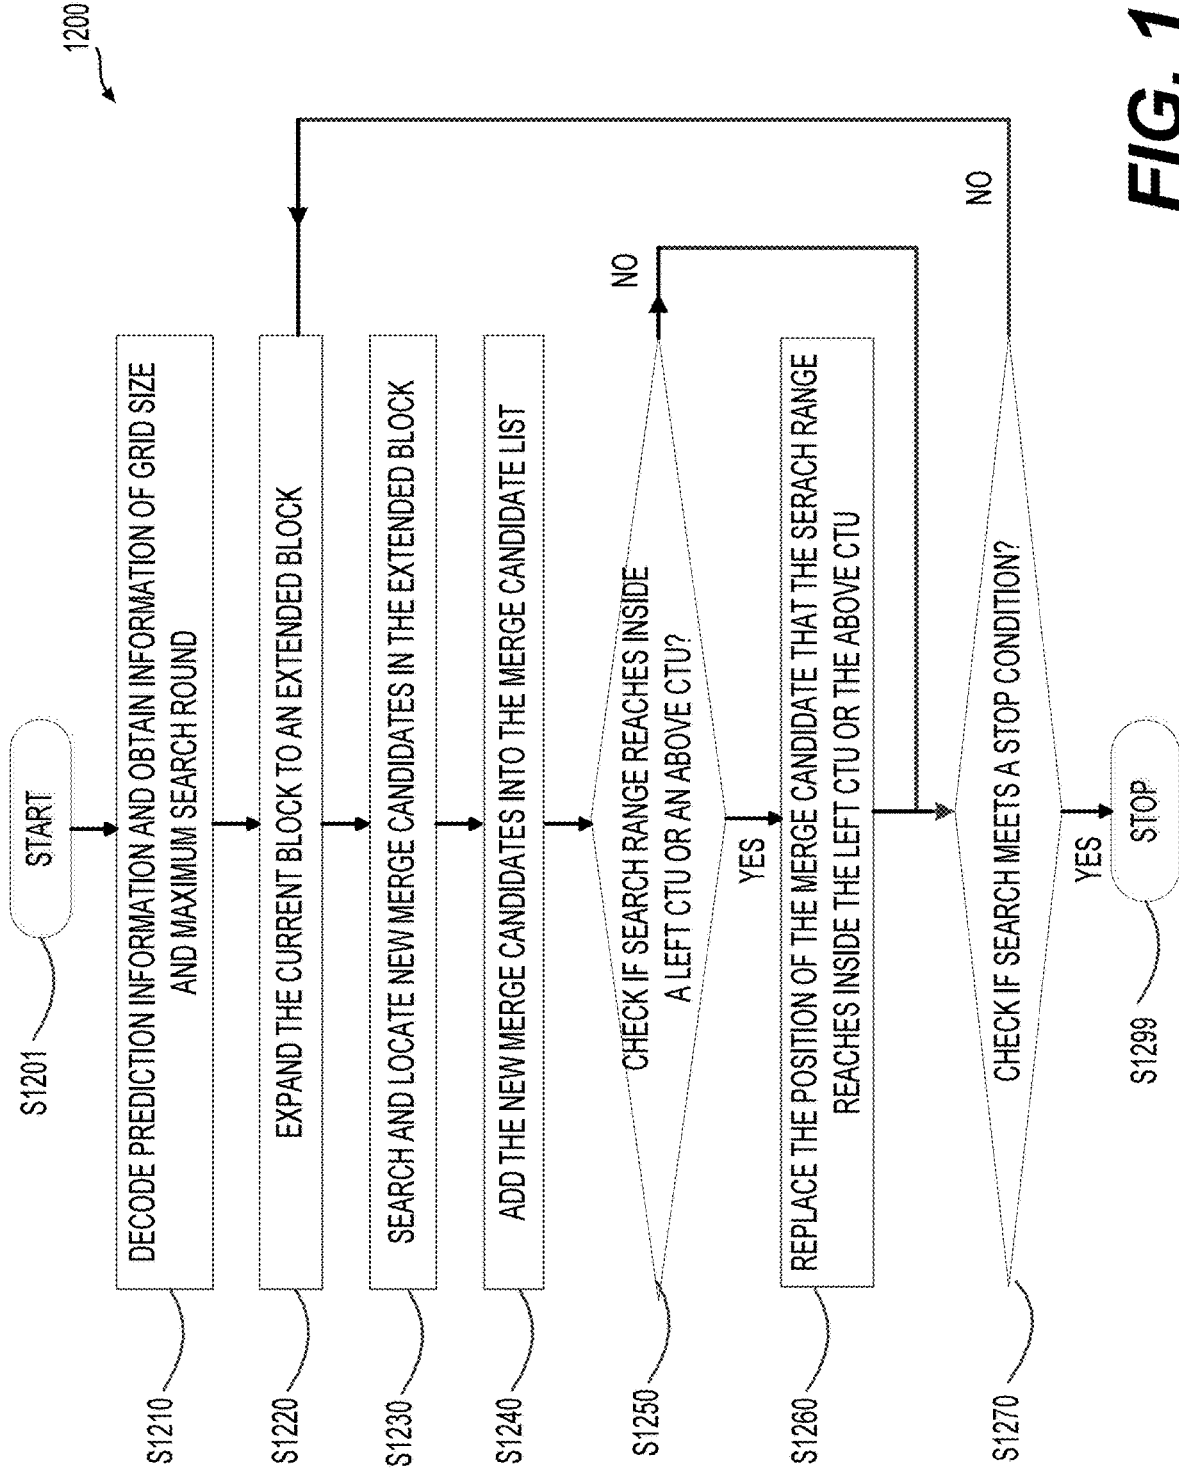 1200
START
S1201
DECODE PREDICTION INFORMATION AND OBTAIN INFORMATION OF GRID SIZE
AND MAXIMUM SEARCH ROUND
S1210
EXPAND THE CURRENT BLOCK TO AN EXTENDED BLOCK
S1220
SEARCH AND LOCATE NEW MERGE CANDIDATES IN THE EXTENDED BLOCK
S1230
ADD THE NEW MERGE CANDIDATES INTO THE MERGE CANDIDATE LIST
S1240
CHECK IF SEARCH RANGE REACHES INSIDE
A LEFT CTU OR AN ABOVE CTU?
NO
S1250
YES
REPLACE THE POSITION OF THE MERGE CANDIDATE THAT THE SERACH RANGE
REACHES INSIDE THE LEFT CTU OR THE ABOVE CTU
S1260
CHECK IF SEARCH MEETS A STOP CONDITION?
NO
S1270
YES
STOP
S1299
FIG. 1